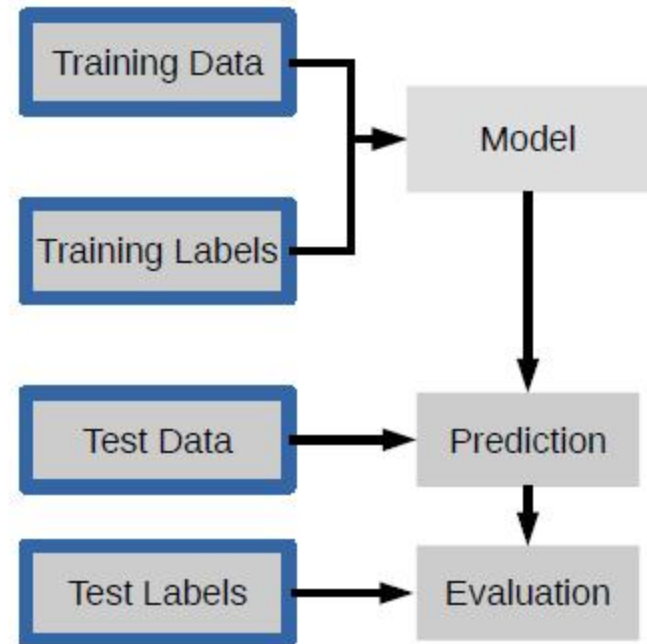 Training Data
Model
Training Labels
Test Data
Prediction
Test Labels
Evaluation